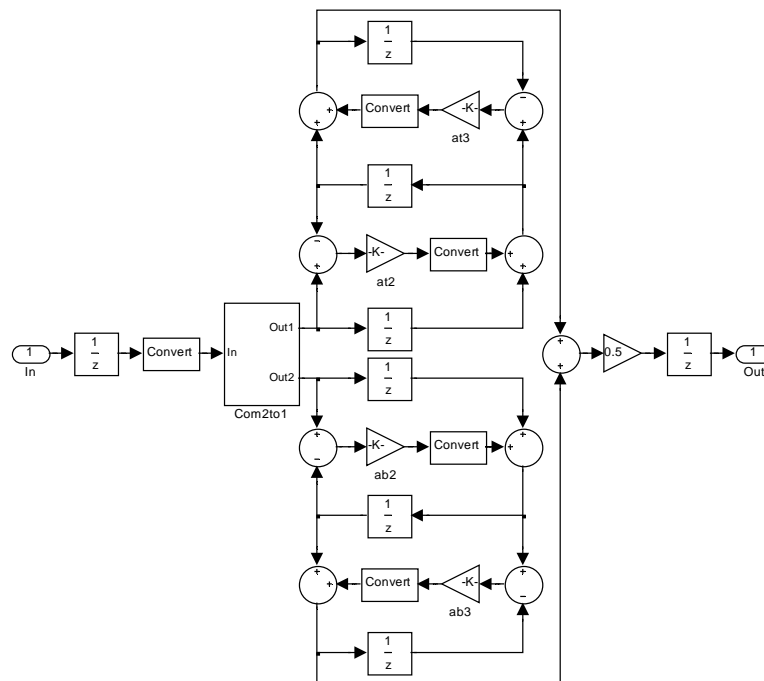 1
z
Convert
-K-
at3
1
z
-K-
Convert
at2
Out1
1
z
1
In
1
z
Convert
In
Out2
Com2to1
1
z
0.5
1
z
1
Out
-K-
Convert
ab2
1
z
Convert
-K-
ab3
1
z